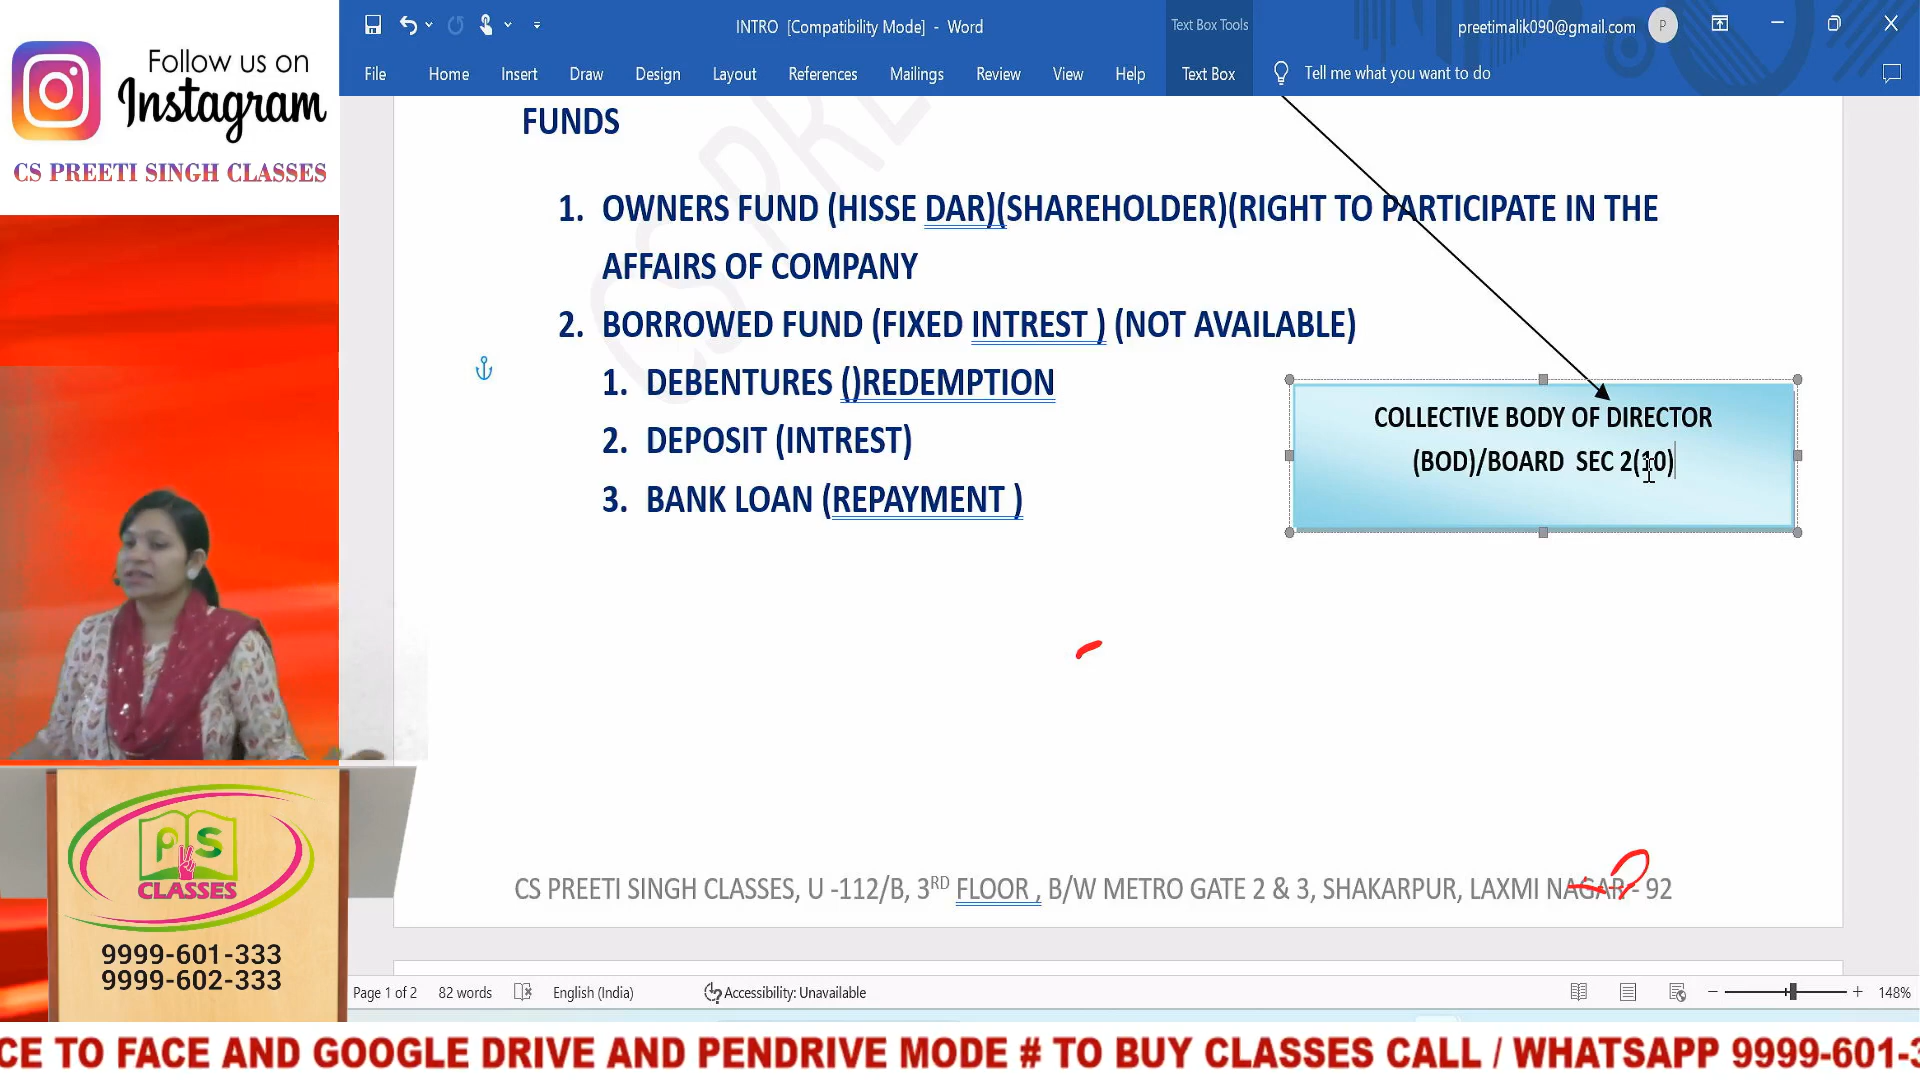 Follow us on
Instagram
CS PREETI SINGH CLASSES
INTRO [Compatibility Mode] - Word
Text Box Tools
preetimalik090@gmail.com
P
File Home Insert Draw Design Layout References Mailings Review View Help Text Box Tell me what you want to do
FUNDS
1. OWNERS FUND (HISSE DAR)(SHAREHOLDER)(RIGHT TO PARTICIPATE IN THE
AFFAIRS OF COMPANY
2. BORROWED FUND (FIXED INTREST ) (NOT AVAILABLE)
1. DEBENTURES ()REDEMPTION
2. DEPOSIT (INTREST)
3. BANK LOAN (REPAYMENT )
COLLECTIVE BODY OF DIRECTOR
(BOD)/BOARD SEC 2(10)
CS PRE
CS PREETI SINGH CLASSES, U -112/B, 3RD FLOOR , B/W METRO GATE 2 & 3, SHAKARPUR, LAXMI NAGAR - 92
PS
CLASSES
9999-601-333
9999-602-333
Page 1 of 2 82 words English (India) Accessibility: Unavailable 148%
CE TO FACE AND GOOGLE DRIVE AND PENDRIVE MODE # TO BUY CLASSES CALL / WHATSAPP 9999-601-3